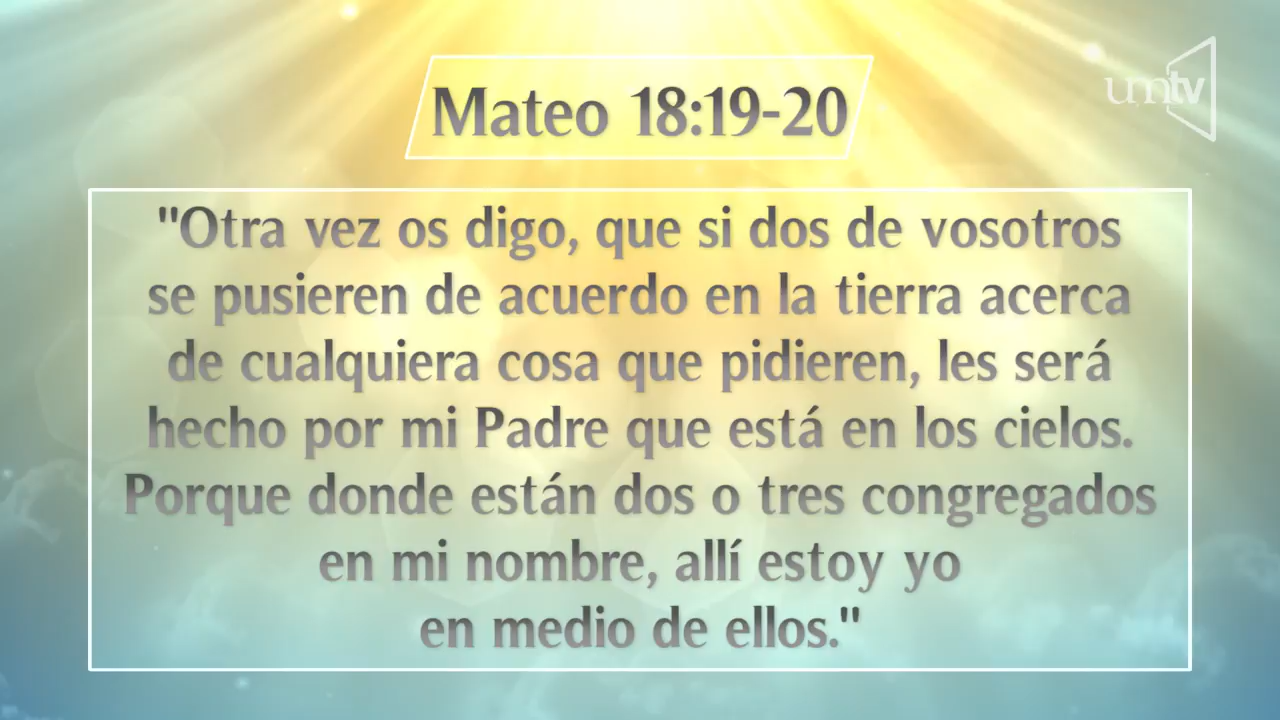 Mateo 18:19-20
umtv
"Otra vez os digo, que si dos de vosotros
se pusieren de acuerdo en la tierra acerca
de cualquiera cosa que pidieren, les será
hecho por mi Padre que está en los cielos.
Porque donde están dos o tres congregados
en mi nombre, allí estoy yo
en medio de ellos."